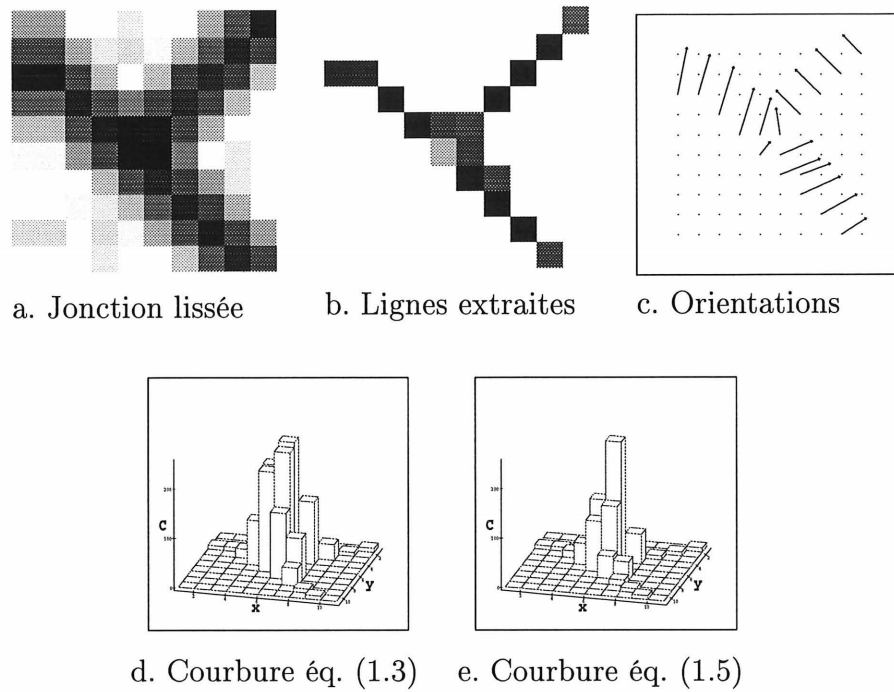 a. Jonction lissée
b. Lignes extraites
c. Orientations
C
x
y
C
x
y
d. Courbure éq. (1.3)
e. Courbure éq. (1.5)